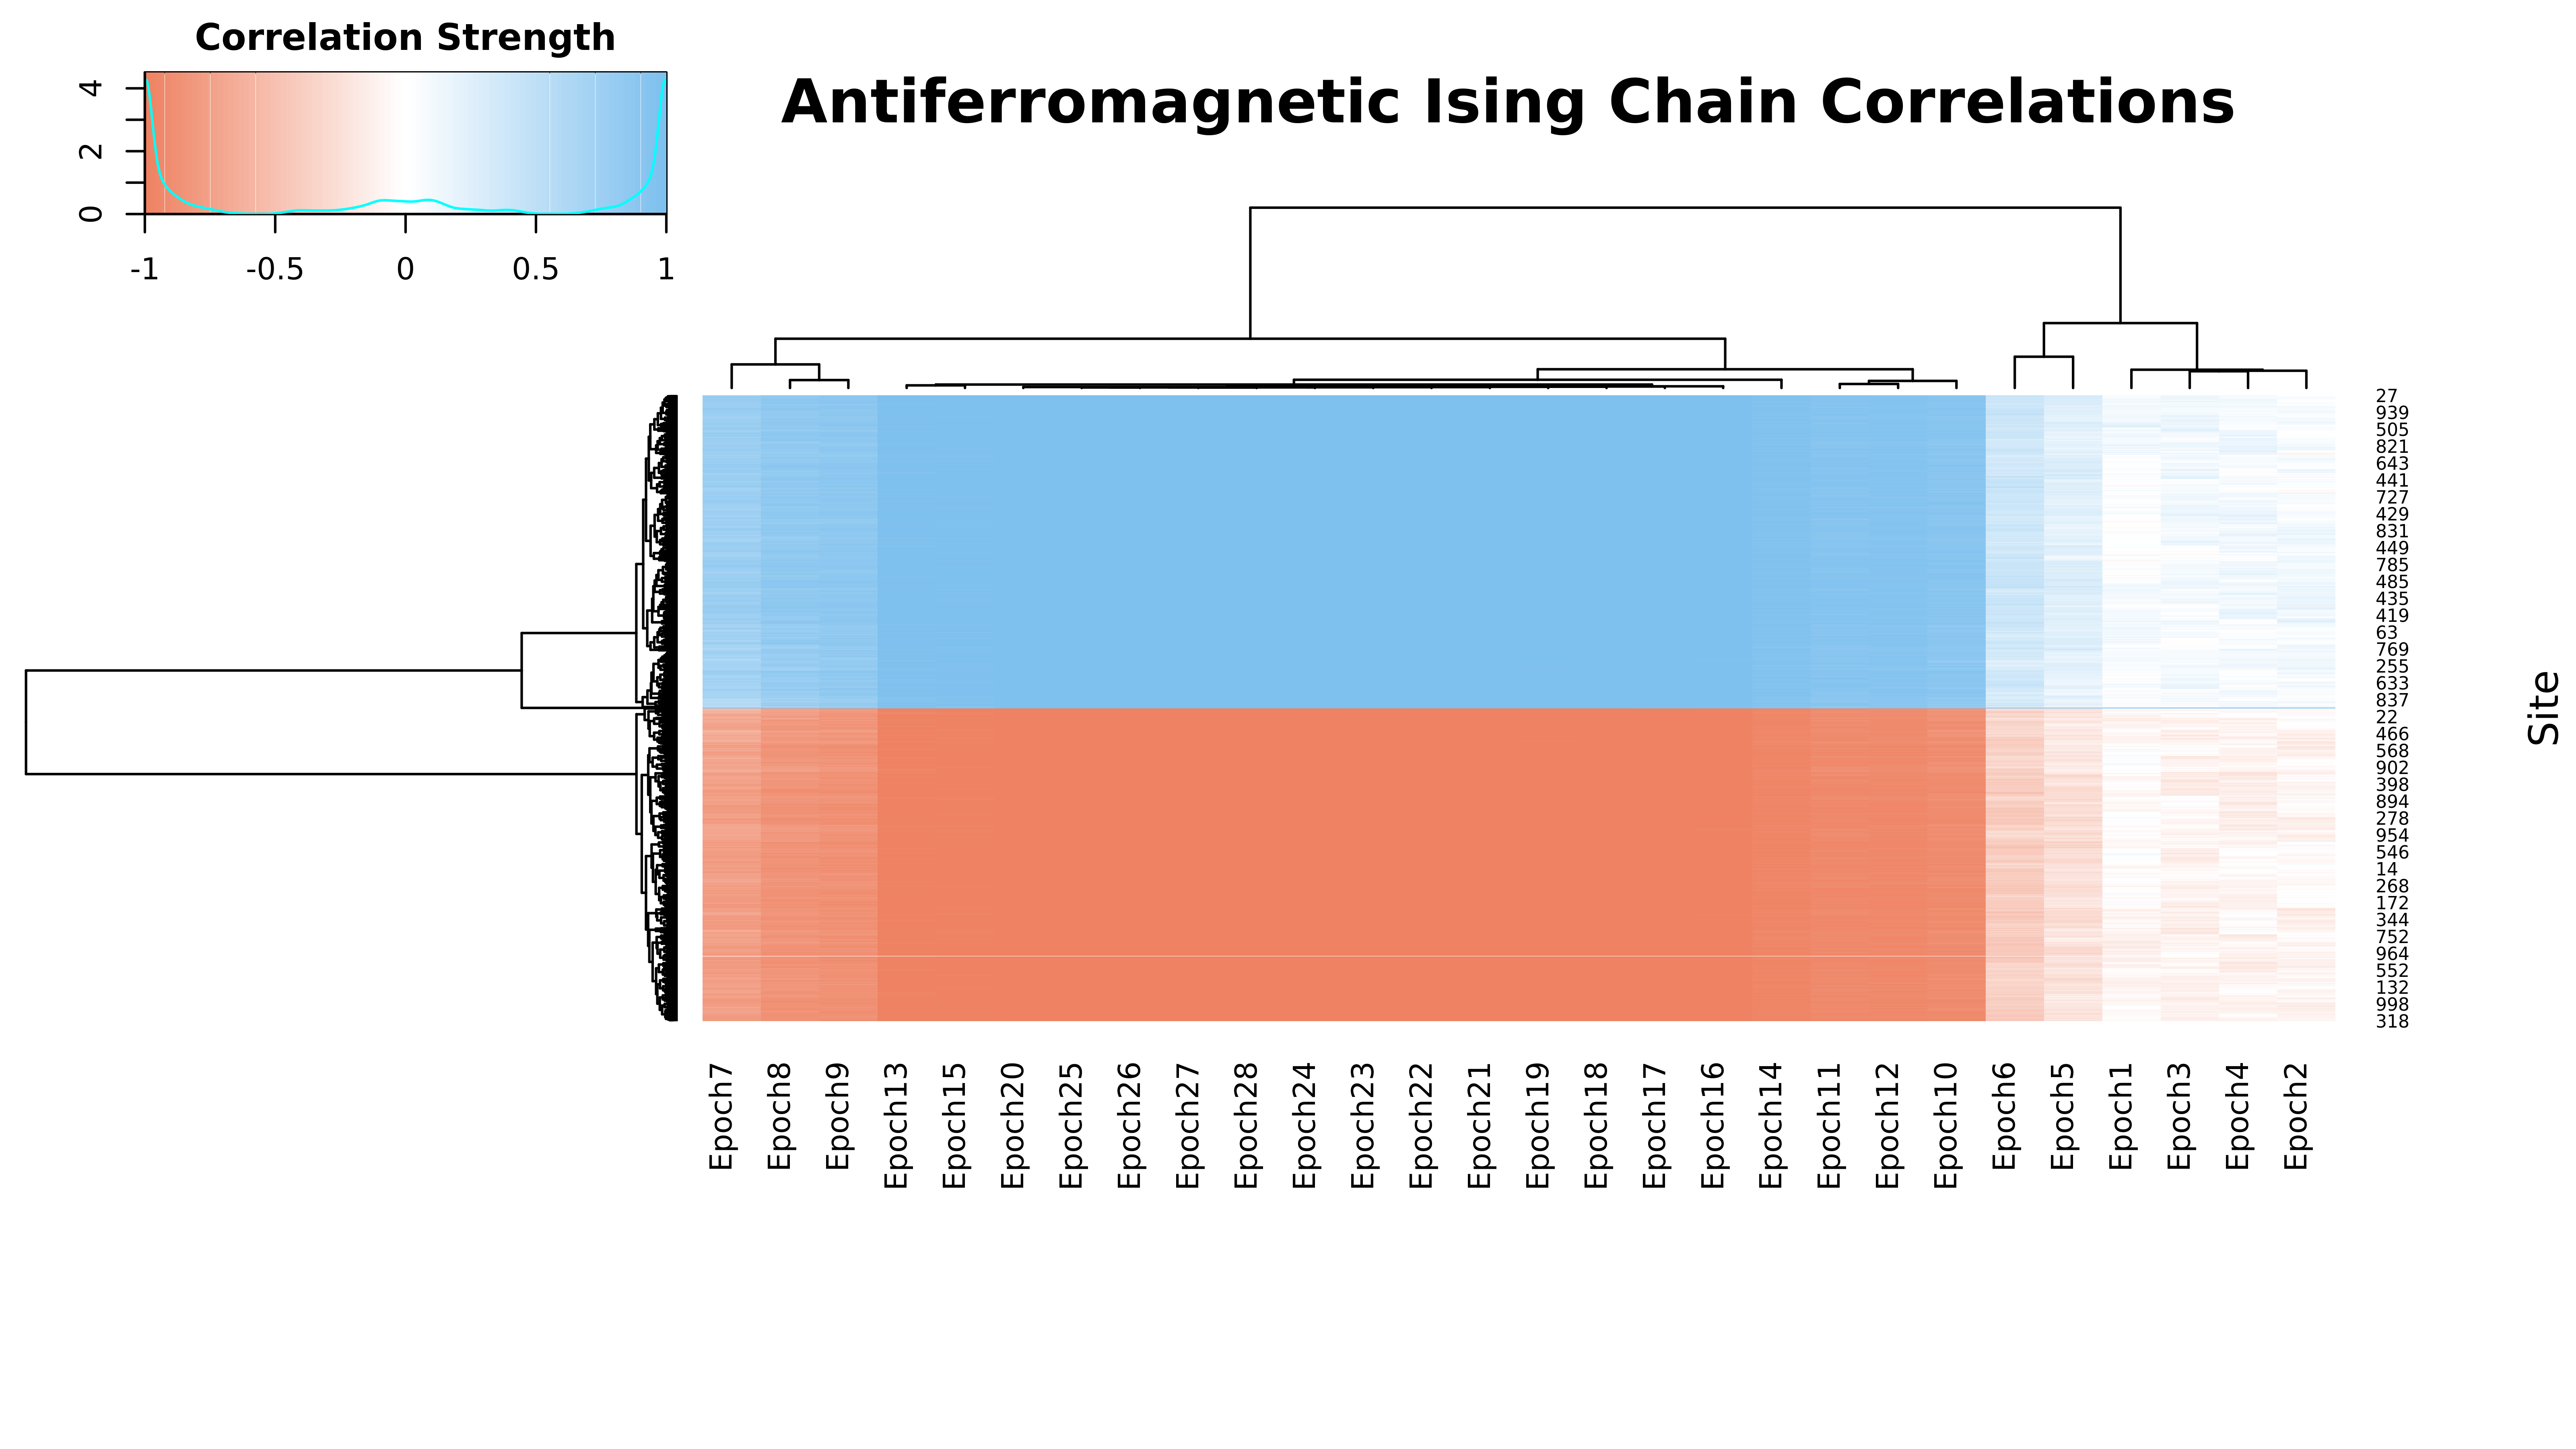 Correlation Strength
0 2 4
-1 -0.5 0 0.5 1
Antiferromagnetic Ising Chain Correlations
27
939
505
821
643
441
727
429
831
449
785
485
435
419
63
769
255
633
837
22
466
568
902
398
894
278
954
546
14
268
172
344
752
964
552
132
998
318
Site
Epoch7
Epoch8
Epoch9
Epoch13
Epoch15
Epoch20
Epoch25
Epoch26
Epoch27
Epoch28
Epoch24
Epoch23
Epoch22
Epoch21
Epoch19
Epoch18
Epoch17
Epoch16
Epoch14
Epoch11
Epoch12
Epoch10
Epoch6
Epoch5
Epoch1
Epoch3
Epoch4
Epoch2